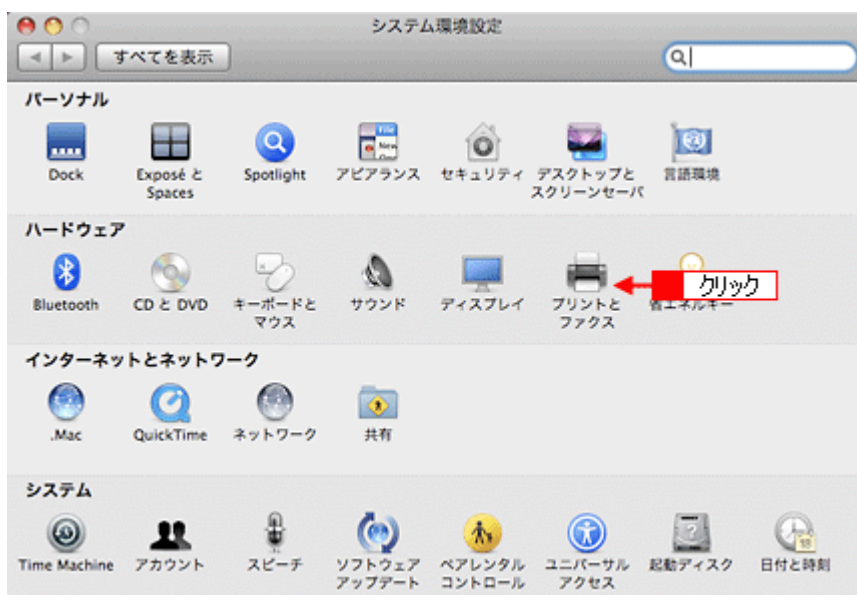 システム環境設定
すべてを表示
パーソナル
Dock
Exposé と
Spaces
Spotlight
アピアランス
セキュリティ
デスクトップと
スクリーンセーバ
言語環境
ハードウェア
Bluetooth
CD と DVD
キーボードと
マウス
サウンド
ディスプレイ
プリントと
ファクス
クリック
省エネルギー
インターネットとネットワーク
.Mac
QuickTime
ネットワーク
共有
システム
Time Machine
アカウント
スピーチ
ソフトウェア
アップデート
ペアレンタル
コントロール
ユニバーサル
アクセス
起動ディスク
日付と時刻